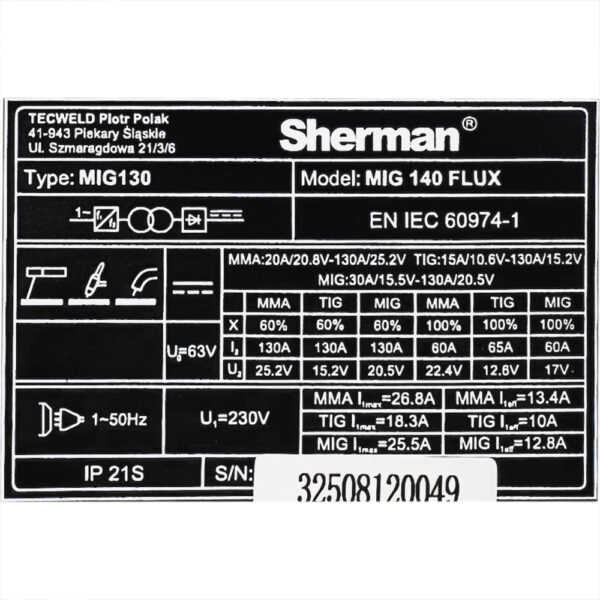 TECWELD Piotr Polak
41-943 Piekary Śląskie
Ul. Szmaragdowa 21/3/6
Sherman®
Type: MIG130
Model: MIG 140 FLUX
1~ f₁/f₂
EN IEC 60974-1
MMA:20A/20.8V-130A/25.2V TIG:15A/10.6V-130A/15.2V
MIG:30A/15.5V-130A/20.5V
MMA TIG MIG MMA TIG MIG
X 60% 60% 60% 100% 100% 100%
U₀=63V
I₂ 130A 130A 130A 60A 65A 60A
U₂ 25.2V 15.2V 20.5V 22.4V 12.6V 17V
1~50Hz
U₁=230V
MMA I₁max=26.8A MMA I₁eff=13.4A
TIG I₁max=18.3A TIG I₁eff=10A
MIG I₁max=25.5A MIG I₁eff=12.8A
IP 21S
S/N:
32508120049